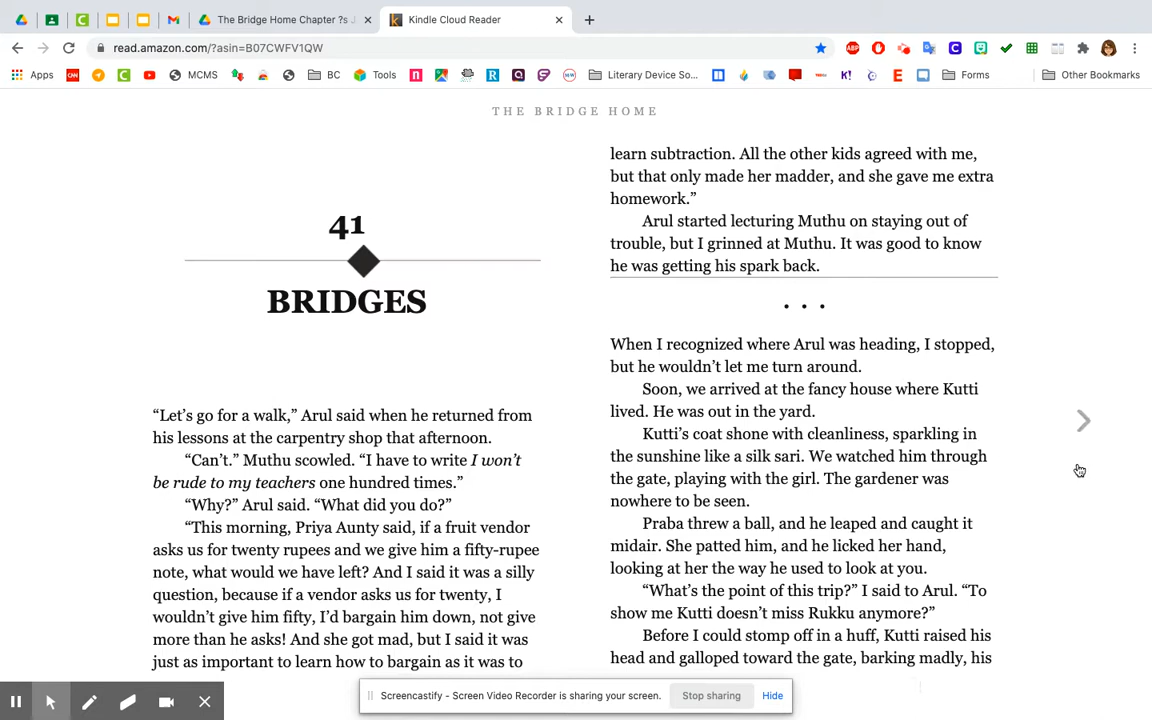 The Bridge Home Chapter ?s .
Kindle Cloud Reader
read.amazon.com/?asin=B07CWFV1QW
Apps
MCMS
BC
Tools
Literary Device So...
Forms
Other Bookmarks
THE BRIDGE HOME
41
BRIDGES
“Let’s go for a walk,” Arul said when he returned from
his lessons at the carpentry shop that afternoon.
“Can’t.” Muthu scowled. “I have to write I won’t
be rude to my teachers one hundred times.”
“Why?” Arul said. “What did you do?”
“This morning, Priya Aunty said, if a fruit vendor
asks us for twenty rupees and we give him a fifty-rupee
note, what would we have left? And I said it was a silly
question, because if a vendor asks us for twenty, I
wouldn’t give him fifty, I’d bargain him down, not give
more than he asks! And she got mad, but I said it was
just as important to learn how to bargain as it was to
learn subtraction. All the other kids agreed with me,
but that only made her madder, and she gave me extra
homework.”
Arul started lecturing Muthu on staying out of
trouble, but I grinned at Muthu. It was good to know
he was getting his spark back.
. . .
When I recognized where Arul was heading, I stopped,
but he wouldn’t let me turn around.
Soon, we arrived at the fancy house where Kutti
lived. He was out in the yard.
Kutti’s coat shone with cleanliness, sparkling in
the sunshine like a silk sari. We watched him through
the gate, playing with the girl. The gardener was
nowhere to be seen.
Praba threw a ball, and he leaped and caught it
midair. She patted him, and he licked her hand,
looking at her the way he used to look at you.
“What’s the point of this trip?” I said to Arul. “To
show me Kutti doesn’t miss Rukku anymore?”
Before I could stomp off in a huff, Kutti raised his
head and galloped toward the gate, barking madly, his
Screencastify - Screen Video Recorder is sharing your screen.
Stop sharing
Hide